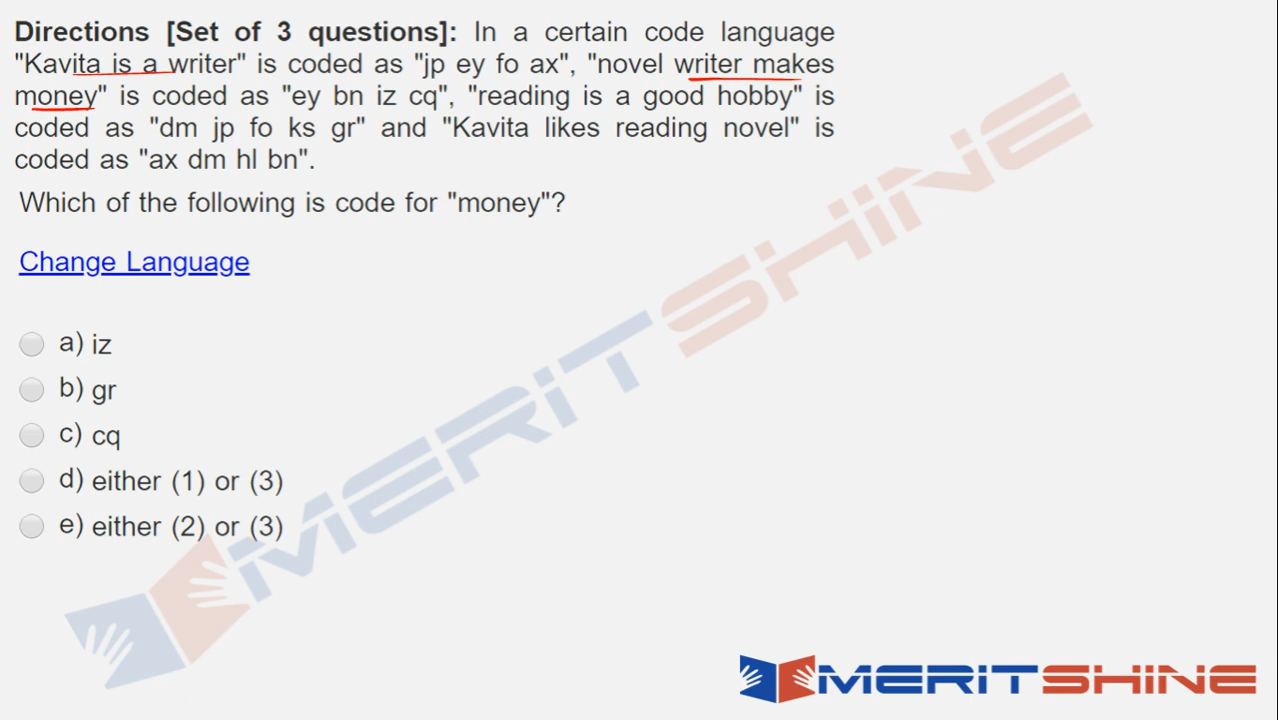 Directions [Set of 3 questions]: In a certain code language
"Kavita is a writer" is coded as "jp ey fo ax", "novel writer makes
money" is coded as "ey bn iz cq", "reading is a good hobby" is
coded as "dm jp fo ks gr" and "Kavita likes reading novel" is
coded as "ax dm hl bn".
Which of the following is code for "money"?
Change Language
a) iz
b) gr
c) cq
d) either (1) or (3)
e) either (2) or (3)
MERITSHINE
MERITSHINE